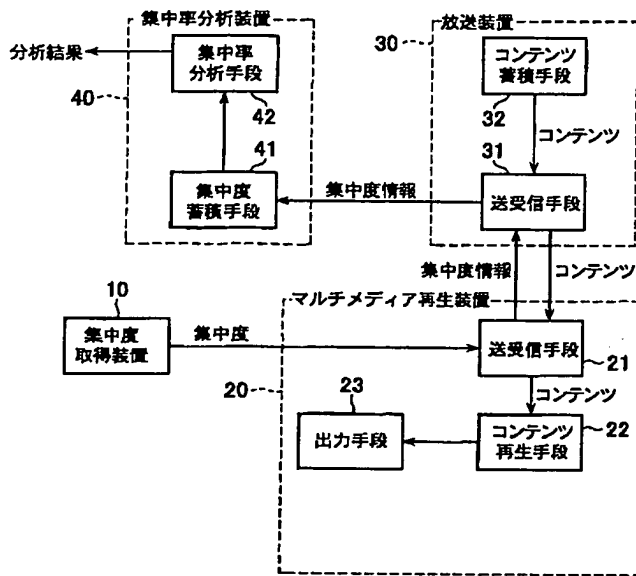 集中率分析装置
放送装置
分析結果
集中率
分析手段
30
コンテンツ
蓄積手段
40
42
32
コンテンツ
41
31
集中度
蓄積手段
集中度情報
送受信手段
集中度情報
コンテンツ
マルチメディア再生装置
10
集中度
取得装置
集中度
送受信手段
21
コンテンツ
20
23
出力手段
コンテンツ
再生手段
22